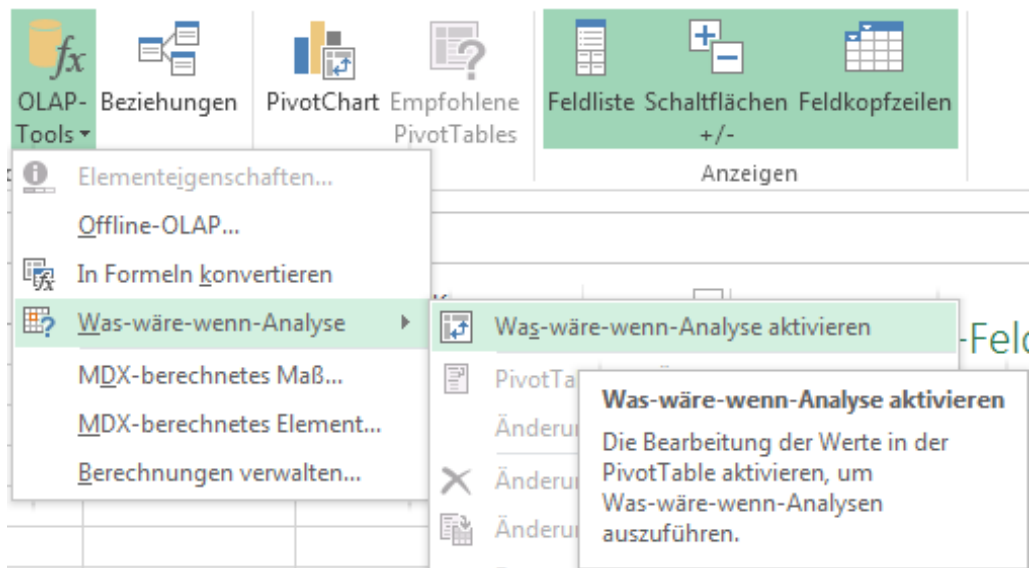 OLAP-
Tools
Beziehungen
PivotChart
Empfohlene
PivotTables
Feldliste
Schaltflächen
+/-
Feldkopfzeilen
Anzeigen
Elementeigenschaften...
Offline-OLAP...
In Formeln konvertieren
Was-wäre-wenn-Analyse
MDX-berechnetes Maß...
MDX-berechnetes Element...
Berechnungen verwalten...
Was-wäre-wenn-Analyse aktivieren
Was-wäre-wenn-Analyse aktivieren
Die Bearbeitung der Werte in der
PivotTable aktivieren, um
Was-wäre-wenn-Analysen
auszuführen.